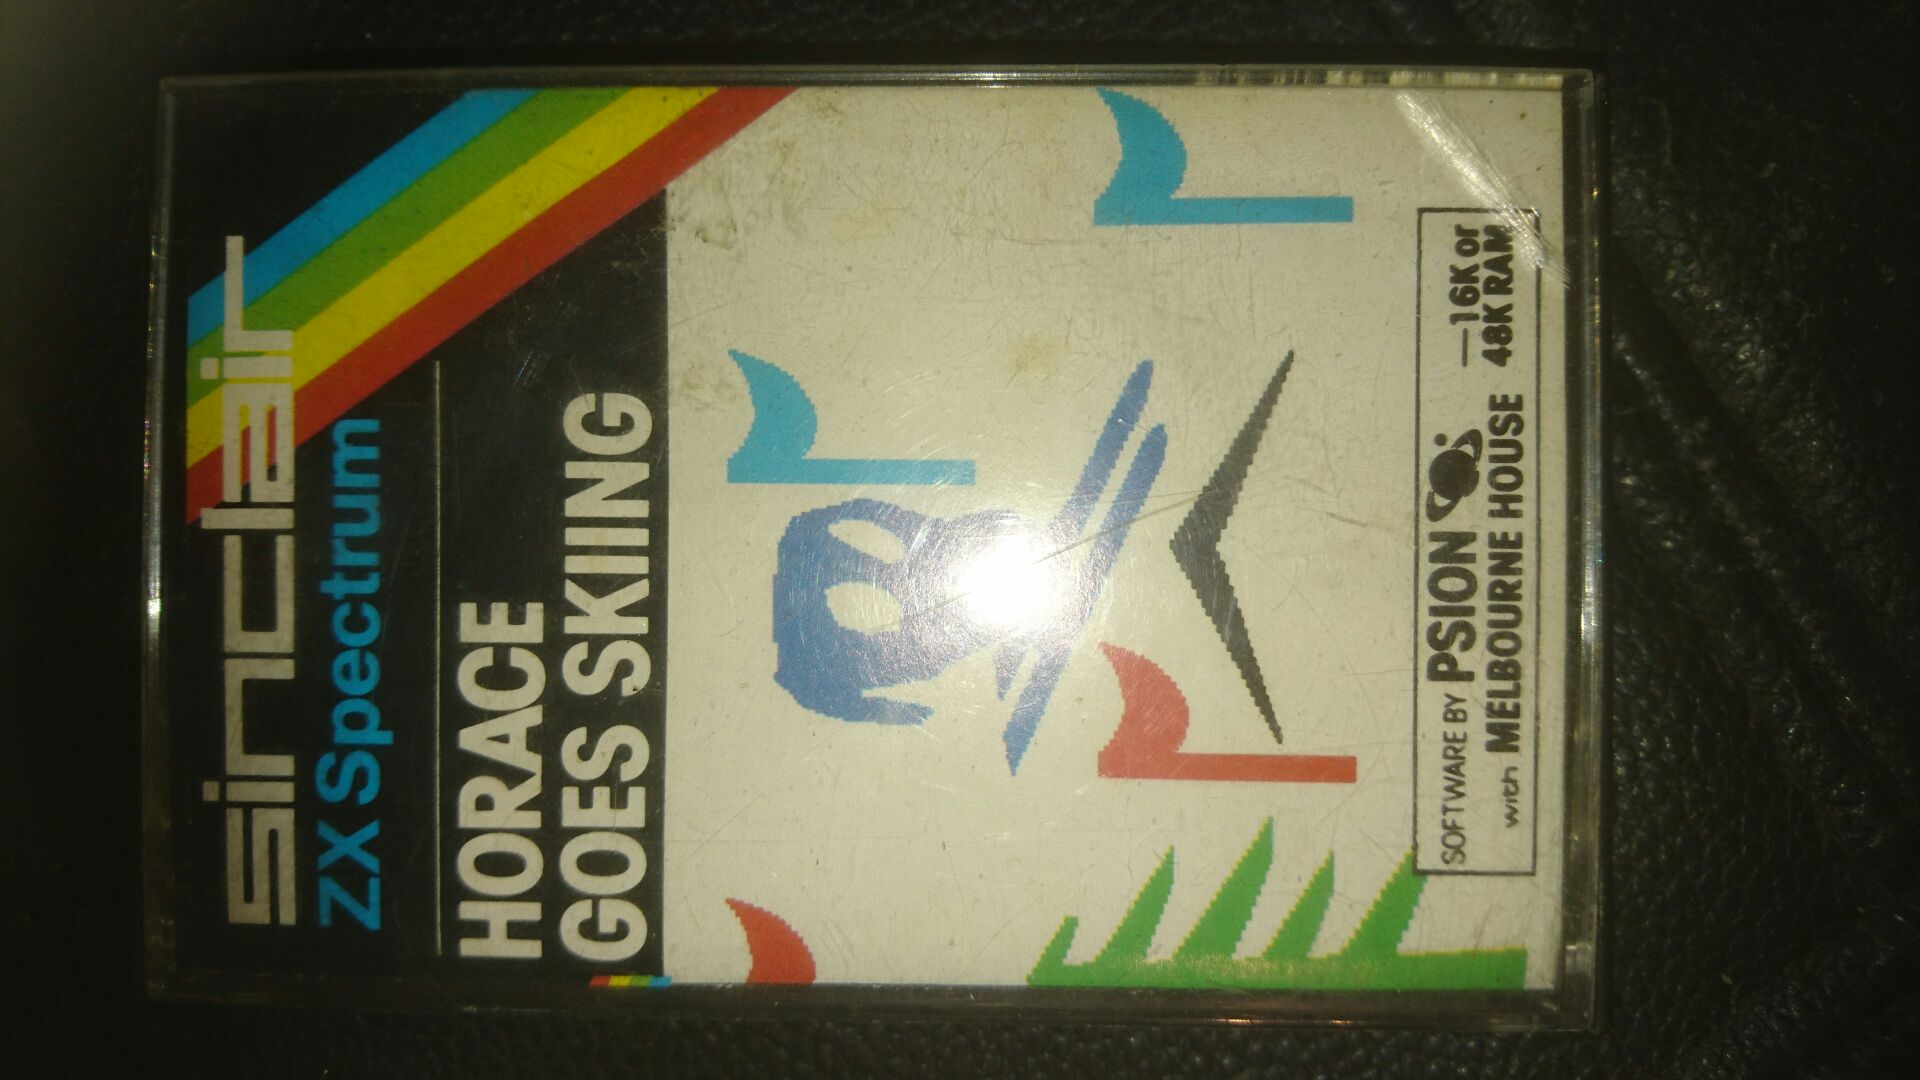 sinclair
ZX Spectrum
HORACE
GOES SKIING
SOFTWARE BY PSION — 16K or
with MELBOURNE HOUSE 48K RAM